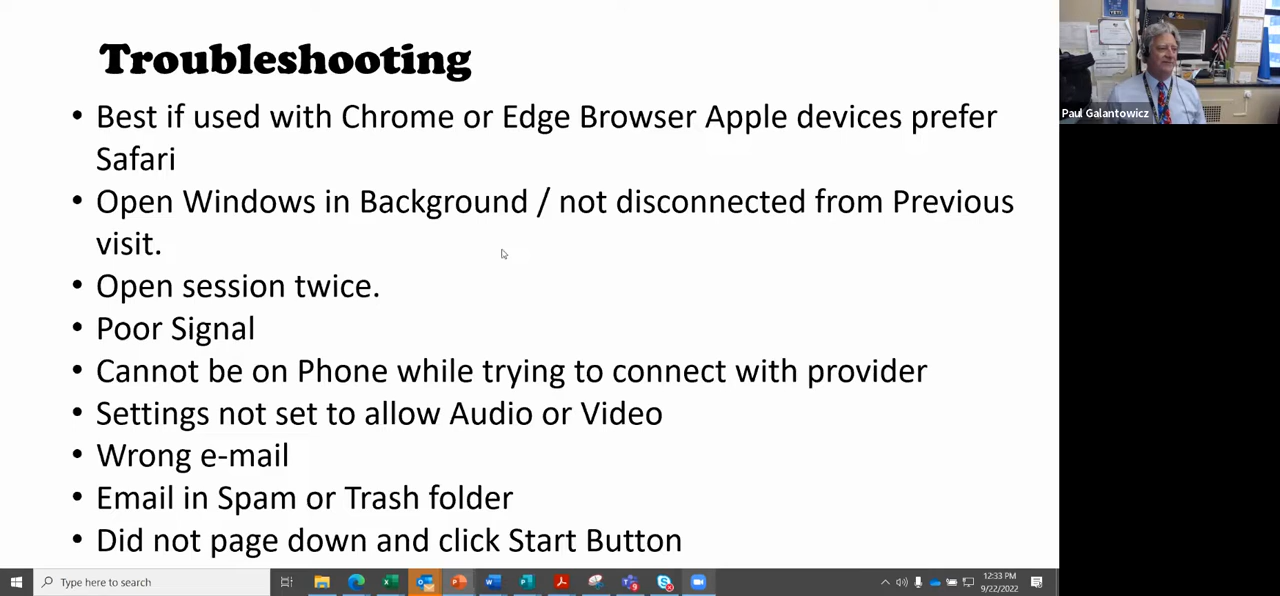 Troubleshooting
• Best if used with Chrome or Edge Browser Apple devices prefer
Safari
• Open Windows in Background / not disconnected from Previous
visit.
• Open session twice.
• Poor Signal
• Cannot be on Phone while trying to connect with provider
• Settings not set to allow Audio or Video
• Wrong e-mail
• Email in Spam or Trash folder
• Did not page down and click Start Button
Paul Galantowicz
Type here to search
12:33 PM
9/22/2022